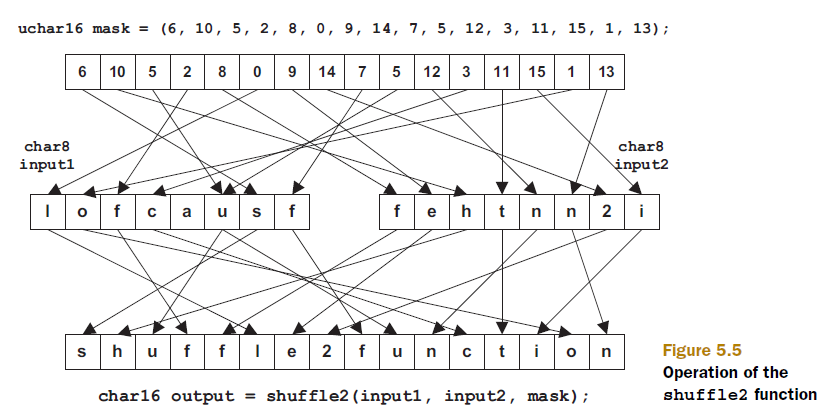 uchar16 mask = (6, 10, 5, 2, 8, 0, 9, 14, 7, 5, 12, 3, 11, 15, 1, 13);
6 10 5 2 8 0 9 14 7 5 12 3 11 15 1 13
char8
input1
char8
input2
l o f c a u s f
f e h t n n 2 i
s h u f f l e 2 f u n c t i o n
char16 output = shuffle2(input1, input2, mask);
Figure 5.5
Operation of the
shuffle2 function